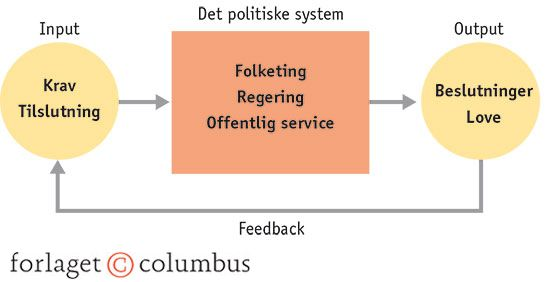 Input
Det politiske system
Output
Krav
Tilslutning
Folketing
Regering
Offentlig service
Beslutninger
Love
Feedback
forlaget © columbus